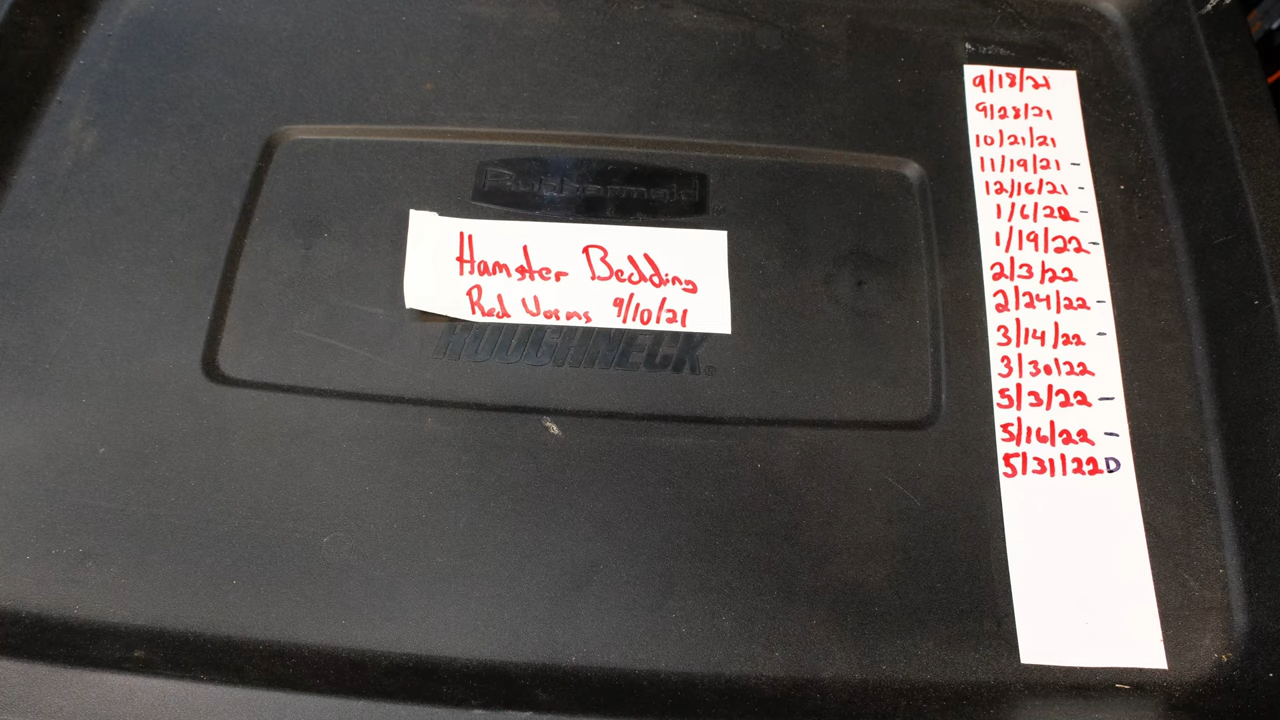 Rubbermaid
Hamster Bedding
Red Worms 9/10/21
ROUGHNECK®
9/18/21
9/28/21
10/21/21
11/19/21 -
12/16/21 -
1/6/22 -
1/19/22 -
2/3/22
2/24/22 -
3/14/22 -
3/30/22
5/3/22 -
5/16/22 -
5/31/22 D